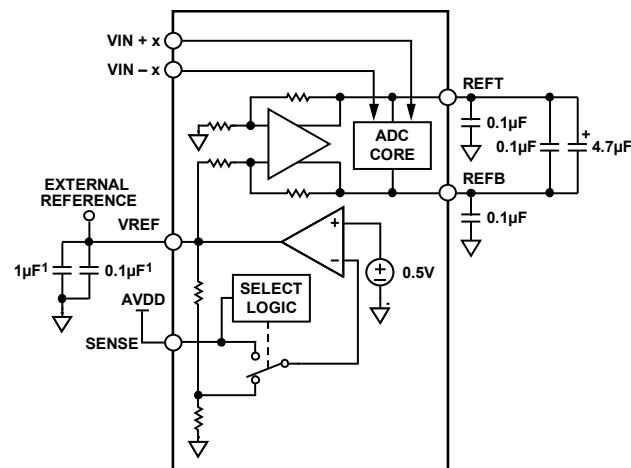 VIN + x
VIN – x
REFT
ADC
CORE
0.1µF
0.1µF
+
4.7µF
EXTERNAL
REFERENCE
REFB
VREF
0.1µF
+
–
1µF¹
0.1µF¹
+
–
0.5V
SELECT
LOGIC
AVDD
SENSE